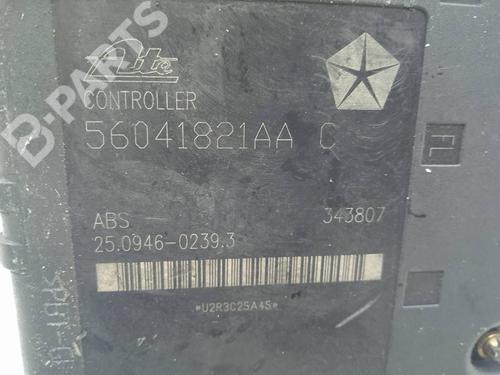 B-PARTS
Ate
CONTROLLER
56041821AA C
ABS 343807
25.0946-0239.3
*U2R3C25A45*